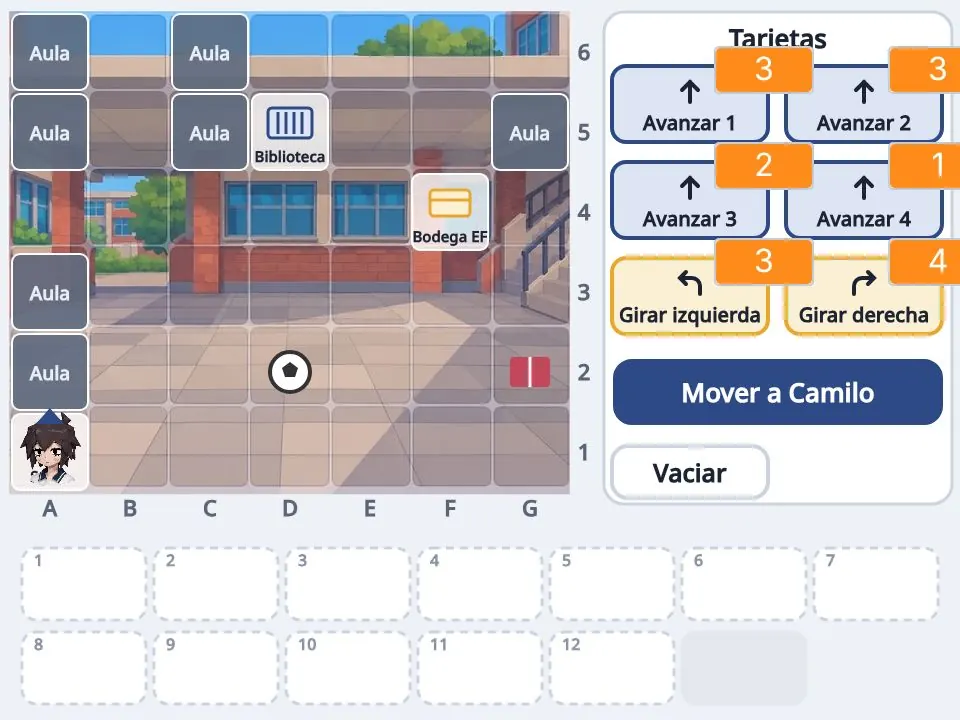 Aula
Aula
6
Aula
Aula
Biblioteca
Aula
5
Bodega EF
4
Aula
3
Aula
2
1
A B C D E F G
Tarjetas
3
Avanzar 1
3
Avanzar 2
2
Avanzar 3
1
Avanzar 4
3
Girar izquierda
4
Girar derecha
Mover a Camilo
Vaciar
1 2 3 4 5 6 7
8 9 10 11 12